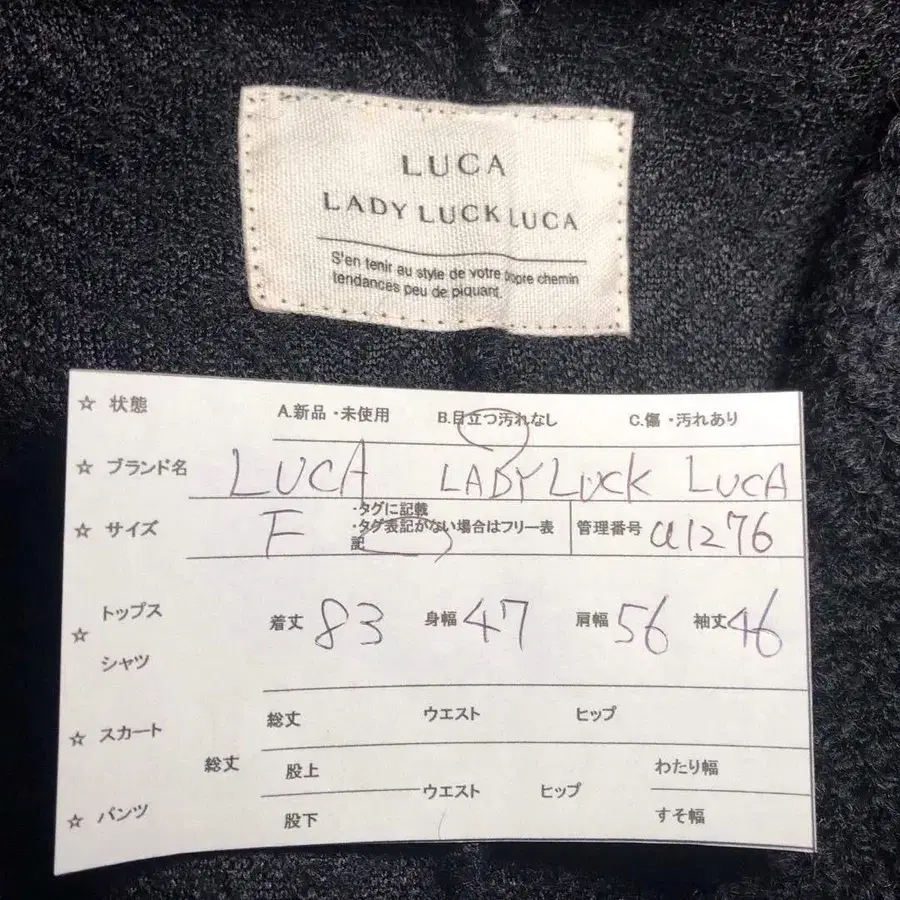 LUCA
LADY LUCK LUCA
S'en tenir au style de votre propre chemin
tendances peu de piquant.
☆ 状態 A.新品・未使用 B.目立つ汚れなし C.傷・汚れあり
☆ ブランド名 LUCA LADY LUCK LUCA
☆ サイズ F ・タグに記載
・タグ表記がない場合はフリー表記 管理番号 a1276
☆ トップス シャツ 着丈 83 身幅 47 肩幅 56 袖丈 46
☆ スカート 総丈 ウエスト ヒップ
☆ パンツ 総丈 股上 ウエスト ヒップ わたり幅
股下 すそ幅